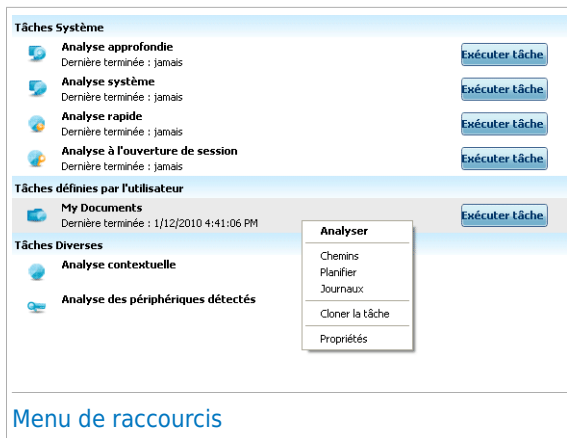 Tâches Système
Analyse approfondie
Dernière terminée : jamais
Exécuter tâche
Analyse système
Dernière terminée : jamais
Exécuter tâche
Analyse rapide
Dernière terminée : jamais
Exécuter tâche
Analyse à l'ouverture de session
Dernière terminée : jamais
Exécuter tâche
Tâches définies par l'utilisateur
My Documents
Dernière terminée : 1/12/2010 4:41:06 PM
Exécuter tâche
Tâches Diverses
Analyse contextuelle
Analyse des périphériques détectés
Analyser
Chemins
Planifier
Journaux
Cloner la tâche
Propriétés
Menu de raccourcis